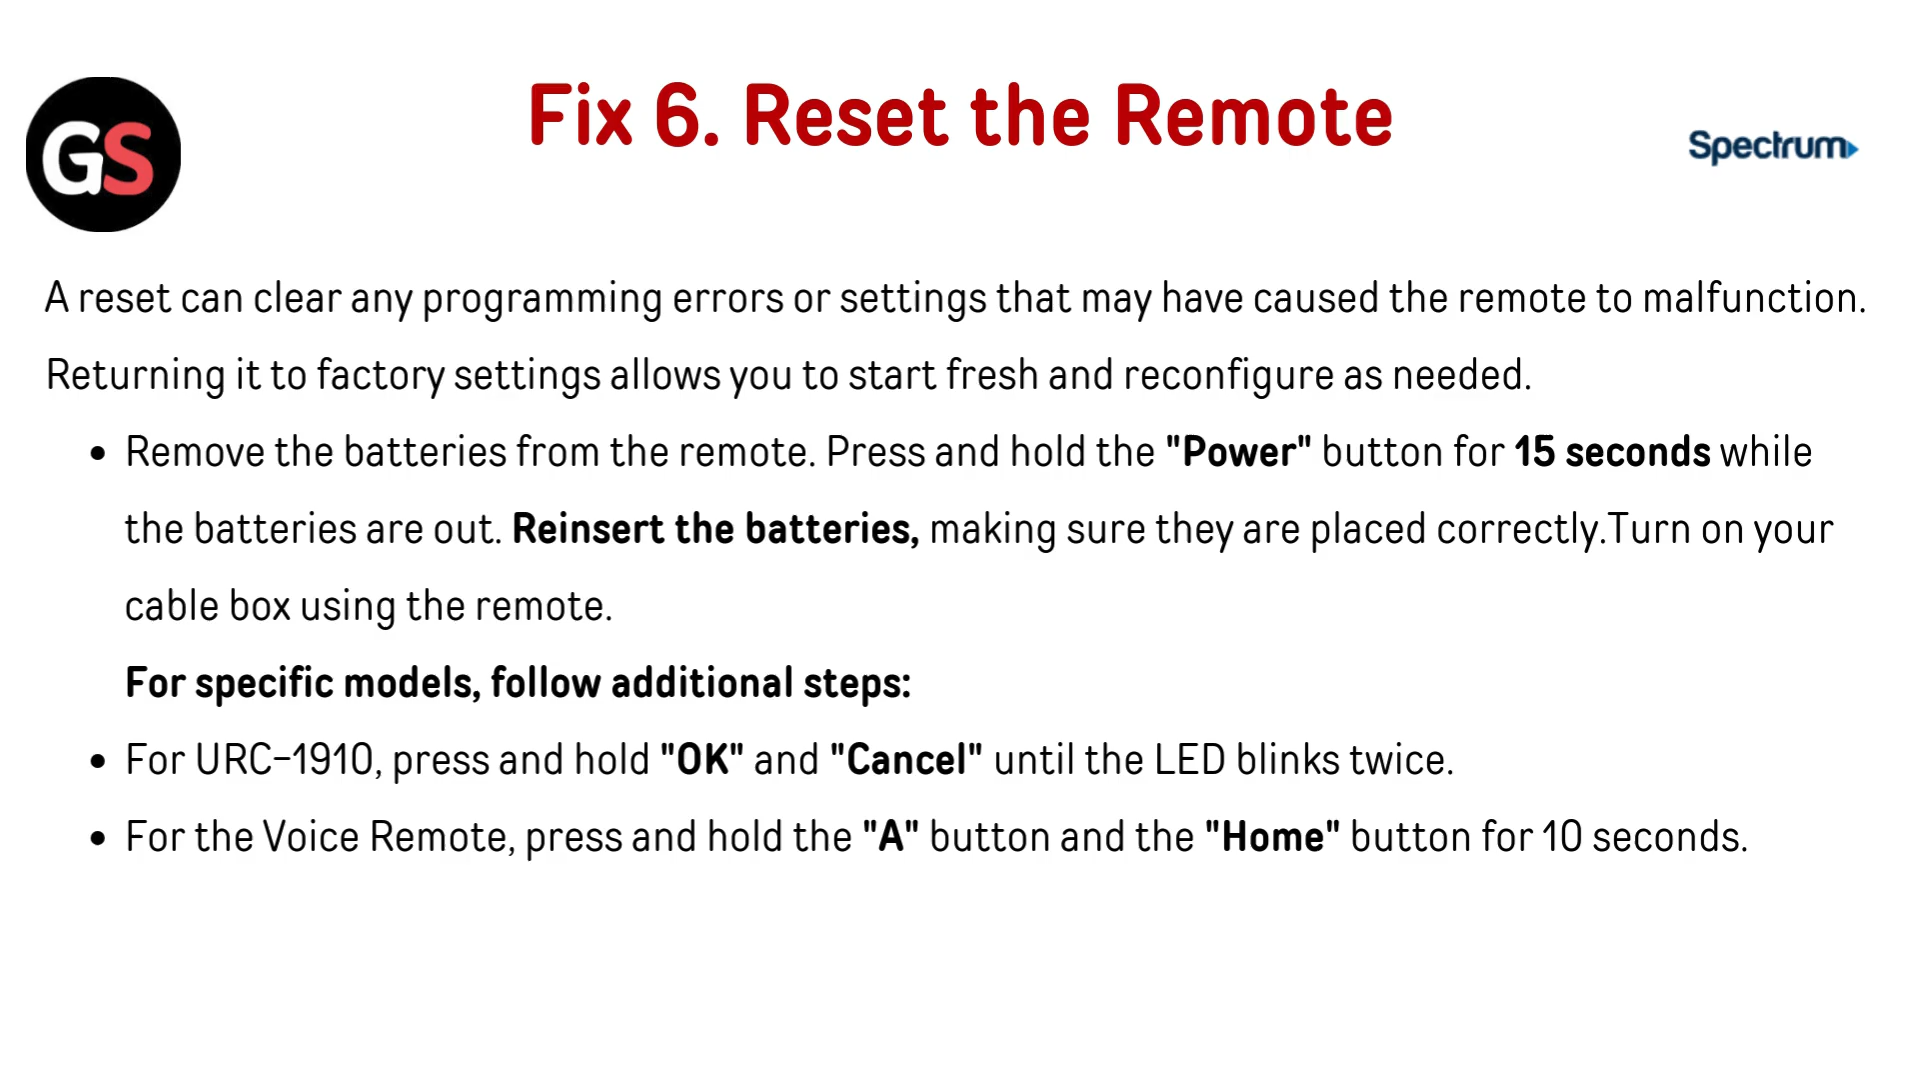 Fix 6. Reset the Remote
GS
Spectrum
A reset can clear any programming errors or settings that may have caused the remote to malfunction.
Returning it to factory settings allows you to start fresh and reconfigure as needed.
• Remove the batteries from the remote. Press and hold the "Power" button for 15 seconds while
the batteries are out. Reinsert the batteries, making sure they are placed correctly.Turn on your
cable box using the remote.
For specific models, follow additional steps:
• For URC-1910, press and hold "OK" and "Cancel" until the LED blinks twice.
• For the Voice Remote, press and hold the "A" button and the "Home" button for 10 seconds.